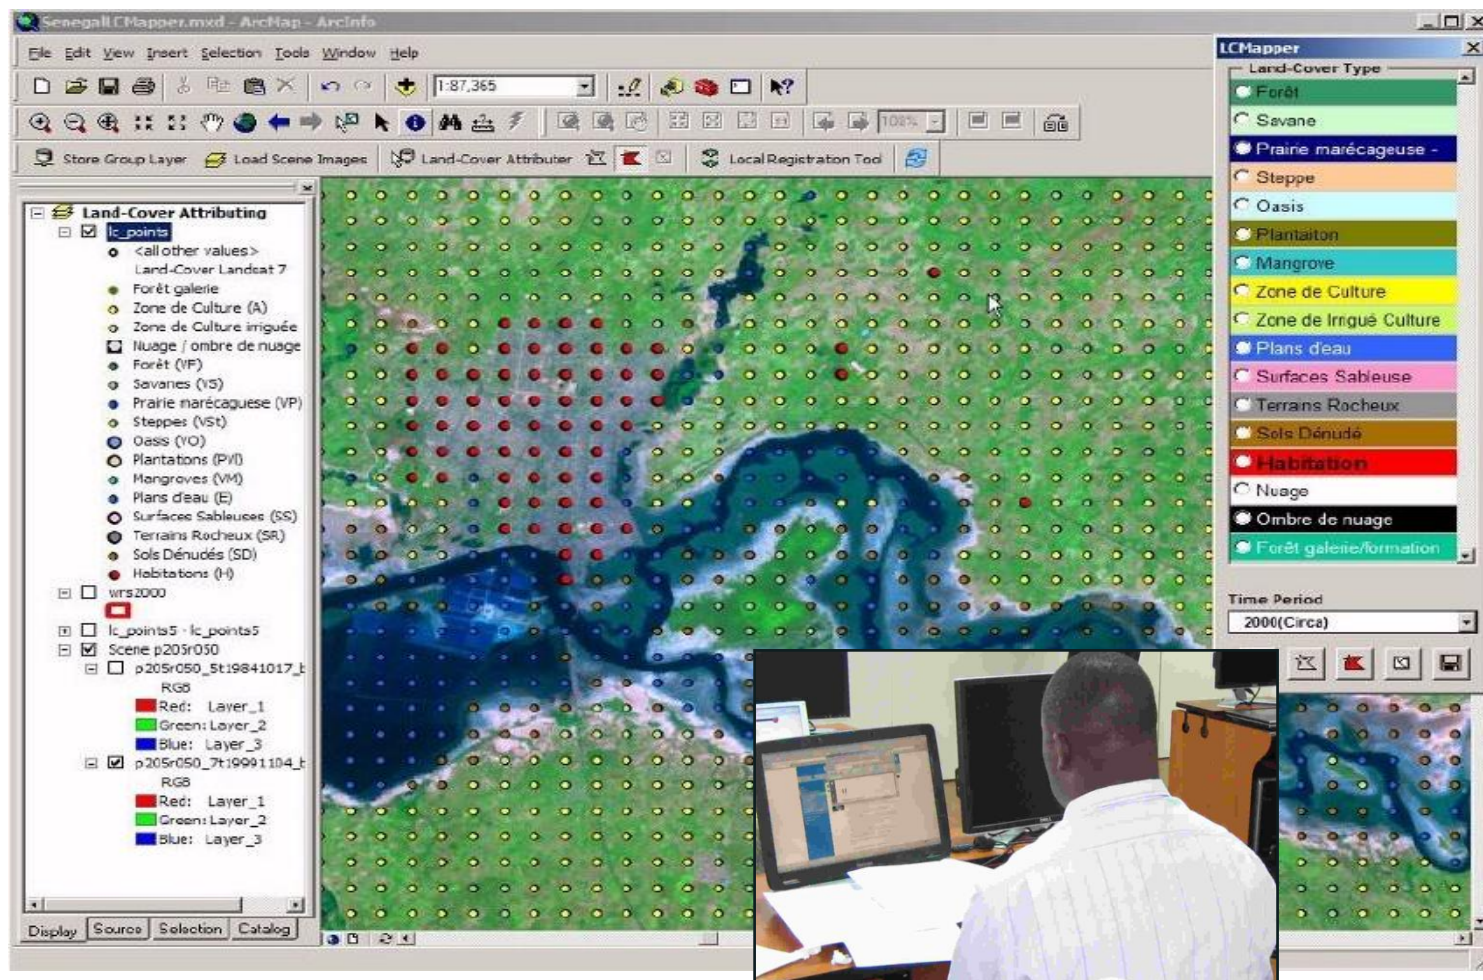 SenegalLCMapper.mxd - ArcMap - ArcInfo
File Edit View Insert Selection Tools Window Help
1:87,365
100%
Store Group Layer Load Scene Images Land-Cover Attributer Local Registration Tool
Land-Cover Attributing
lc_points
<all other values>
Land-Cover Landsat 7
Forêt galerie
Zone de Culture (A)
Zone de Culture irriguée
Nuage / ombre de nuage
Forêt (VF)
Savanes (VS)
Prairie marécaguese (VP)
Steppes (VSt)
Oasis (VO)
Plantations (PVI)
Mangroves (VM)
Plans d'eau (E)
Surfaces Sableuses (SS)
Terrains Rocheux (SR)
Sols Dénudés (SD)
Habitations (H)
wrs2000
lc_points5 - lc_points5
Scene p205r050
p205r050_5t19841017_b
RGB
Red: Layer_1
Green: Layer_2
Blue: Layer_3
p205r050_7t19991104_b
RGB
Red: Layer_1
Green: Layer_2
Blue: Layer_3
Display Source Selection Catalog
LCMapper
Land-Cover Type
Forêt
Savane
Prairie marécageuse -
Steppe
Oasis
Plantaiton
Mangrove
Zone de Culture
Zone de Irrigué Culture
Plans d'eau
Surfaces Sableuse
Terrains Rocheux
Sols Dénudé
Habitation
Nuage
Ombre de nuage
Forêt galerie/formation
Time Period
2000(Circa)